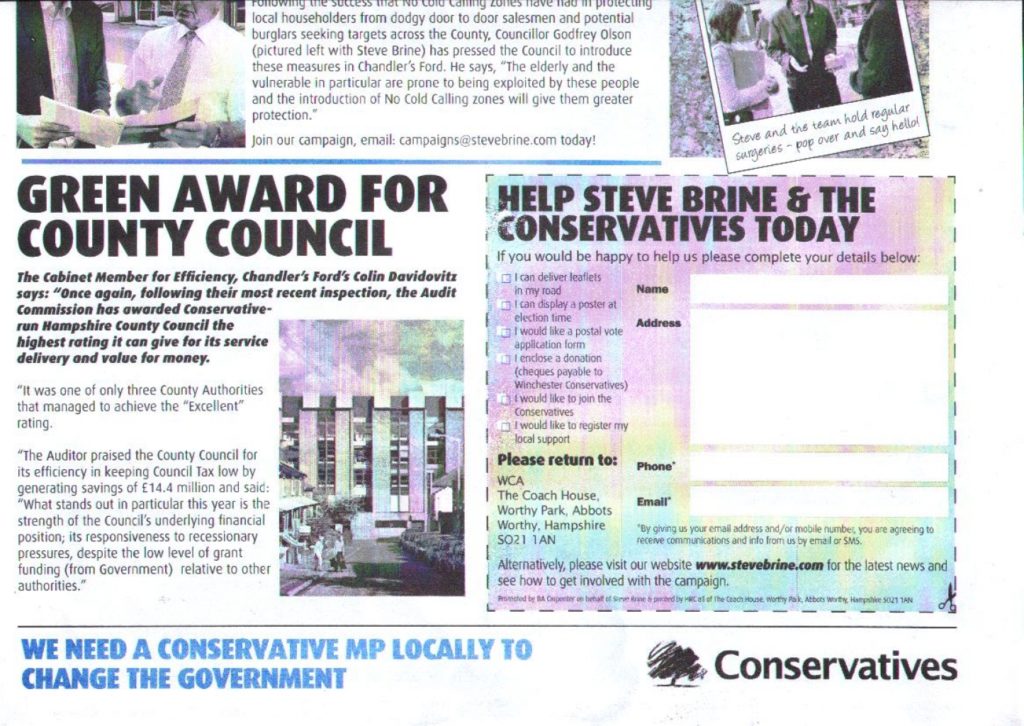 Following the success that No Cold Calling zones have had in protecting
local householders from dodgy door to door salesmen and potential
burglars seeking targets across the County, Councillor Godfrey Olson
(pictured left with Steve Brine) has pressed the Council to introduce
these measures in Chandler's Ford. He says, "The elderly and the
vulnerable in particular are prone to being exploited by these people
and the introduction of No Cold Calling zones will give them greater
protection."
Join our campaign, email: campaigns@stevebrine.com today!
Steve and the team hold regular
surgeries - pop over and say hello!
GREEN AWARD FOR
COUNTY COUNCIL
The Cabinet Member for Efficiency, Chandler's Ford's Colin Davidovitz
says: "Once again, following their most recent inspection, the Audit
Commission has awarded Conservative-
run Hampshire County Council the
highest rating it can give for its service
delivery and value for money.
"It was one of only three County Authorities
that managed to achieve the "Excellent"
rating.
"The Auditor praised the County Council for
its efficiency in keeping Council Tax low by
generating savings of £14.4 million and said:
"What stands out in particular this year is the
strength of the Council's underlying financial
position; its responsiveness to recessionary
pressures, despite the low level of grant
funding (from Government) relative to other
authorities."
HELP STEVE BRINE & THE
CONSERVATIVES TODAY
If you would be happy to help us please complete your details below:
I can deliver leaflets
in my road
I can display a poster at
election time
I would like a postal vote
application form
I enclose a donation
(cheques payable to
Winchester Conservatives)
I would like to join the
Conservatives
I would like to register my
local support
Name
Address
Please return to:
WCA
The Coach House,
Worthy Park, Abbots
Worthy, Hampshire
SO21 1AN
Phone*
Email*
*By giving us your email address and/or mobile number, you are agreeing to
receive communications and info from us by email or SMS.
Alternatively, please visit our website www.stevebrine.com for the latest news and
see how to get involved with the campaign.
Promoted by BA Carpenter on behalf of Steve Brine & printed by HRC all of The Coach House, Worthy Park, Abbots Worthy, Hampshire SO21 1AN
WE NEED A CONSERVATIVE MP LOCALLY TO
CHANGE THE GOVERNMENT
Conservatives